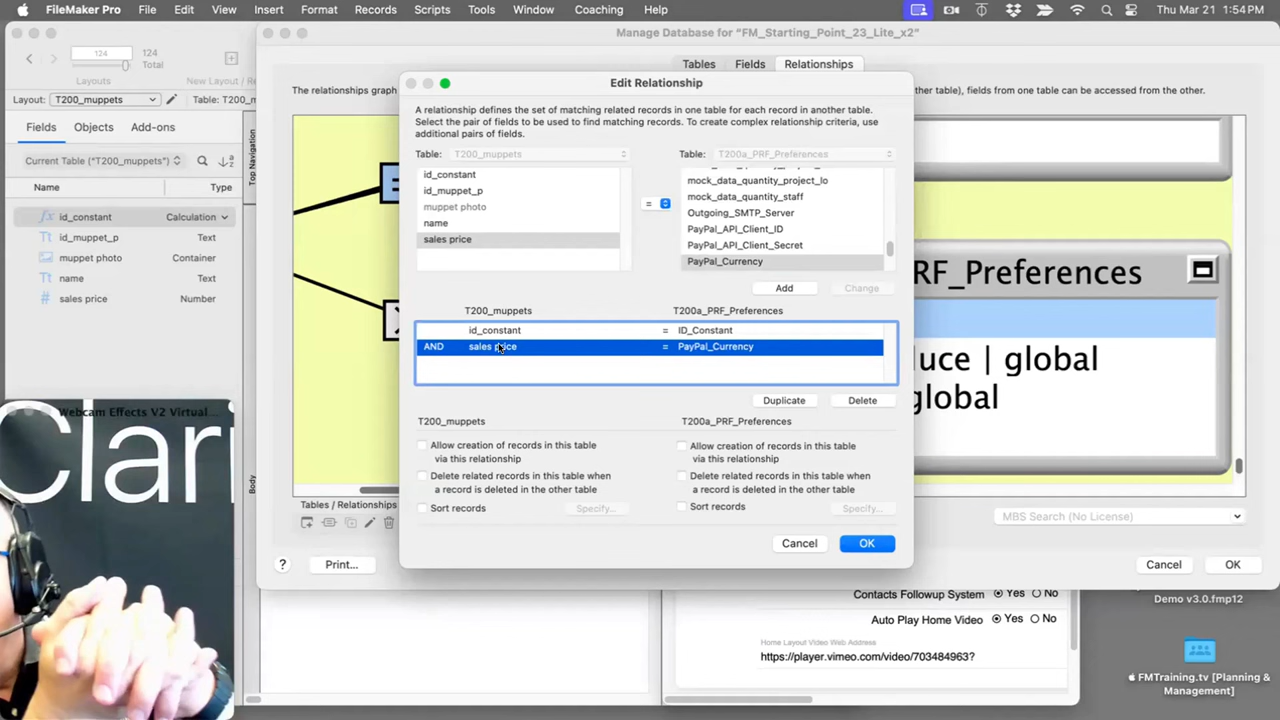 FileMaker Pro File Edit View Insert Format Records Scripts Tools Window Coaching Help Thu Mar 21 1:54 PM
Manage Database for "FM_Starting_Point_23_Lite_x2"
124
124
Total
Layouts
New Layout / Re
Layout: T200_muppets
Table: T200_m
Fields Objects Add-ons
Current Table ("T200_muppets")
Name Type
id_constant Calculation
Tt id_muppet_p Text
muppet photo Container
Tt name Text
# sales price Number
Top Navigation
Body
Tables Fields Relationships
The relationships graph
ther table), fields from one table can be accessed from the other.
Edit Relationship
A relationship defines the set of matching related records in one table for each record in another table.
Select the pair of fields to be used to find matching records. To create complex relationship criteria, use
additional pairs of fields.
Table: T200_muppets
Table: T200a_PRF_Preferences
id_constant
id_muppet_p
muppet photo
name
sales price
=
mock_data_quantity_project_lo
mock_data_quantity_staff
Outgoing_SMTP_Server
PayPal_API_Client_ID
PayPal_API_Client_Secret
PayPal_Currency
Add Change
T200_muppets T200a_PRF_Preferences
id_constant = ID_Constant
AND sales price = PayPal_Currency
Duplicate Delete
T200_muppets
Allow creation of records in this table
via this relationship
Delete related records in this table when
a record is deleted in the other table
Sort records Specify...
T200a_PRF_Preferences
Allow creation of records in this table
via this relationship
Delete related records in this table when
a record is deleted in the other table
Sort records Specify...
Cancel OK
RF_Preferences
uce | global
global
Tables / Relationships
MBS Search (No License)
? Print...
Cancel OK
Webcam Effects V2 Virtual...
Clari
Contacts Followup System Yes No
Auto Play Home Video Yes No
Home Layout Video Web Address
https://player.vimeo.com/video/703484963?
Demo v3.0.fmp12
FMTraining.tv [Planning &
Management]